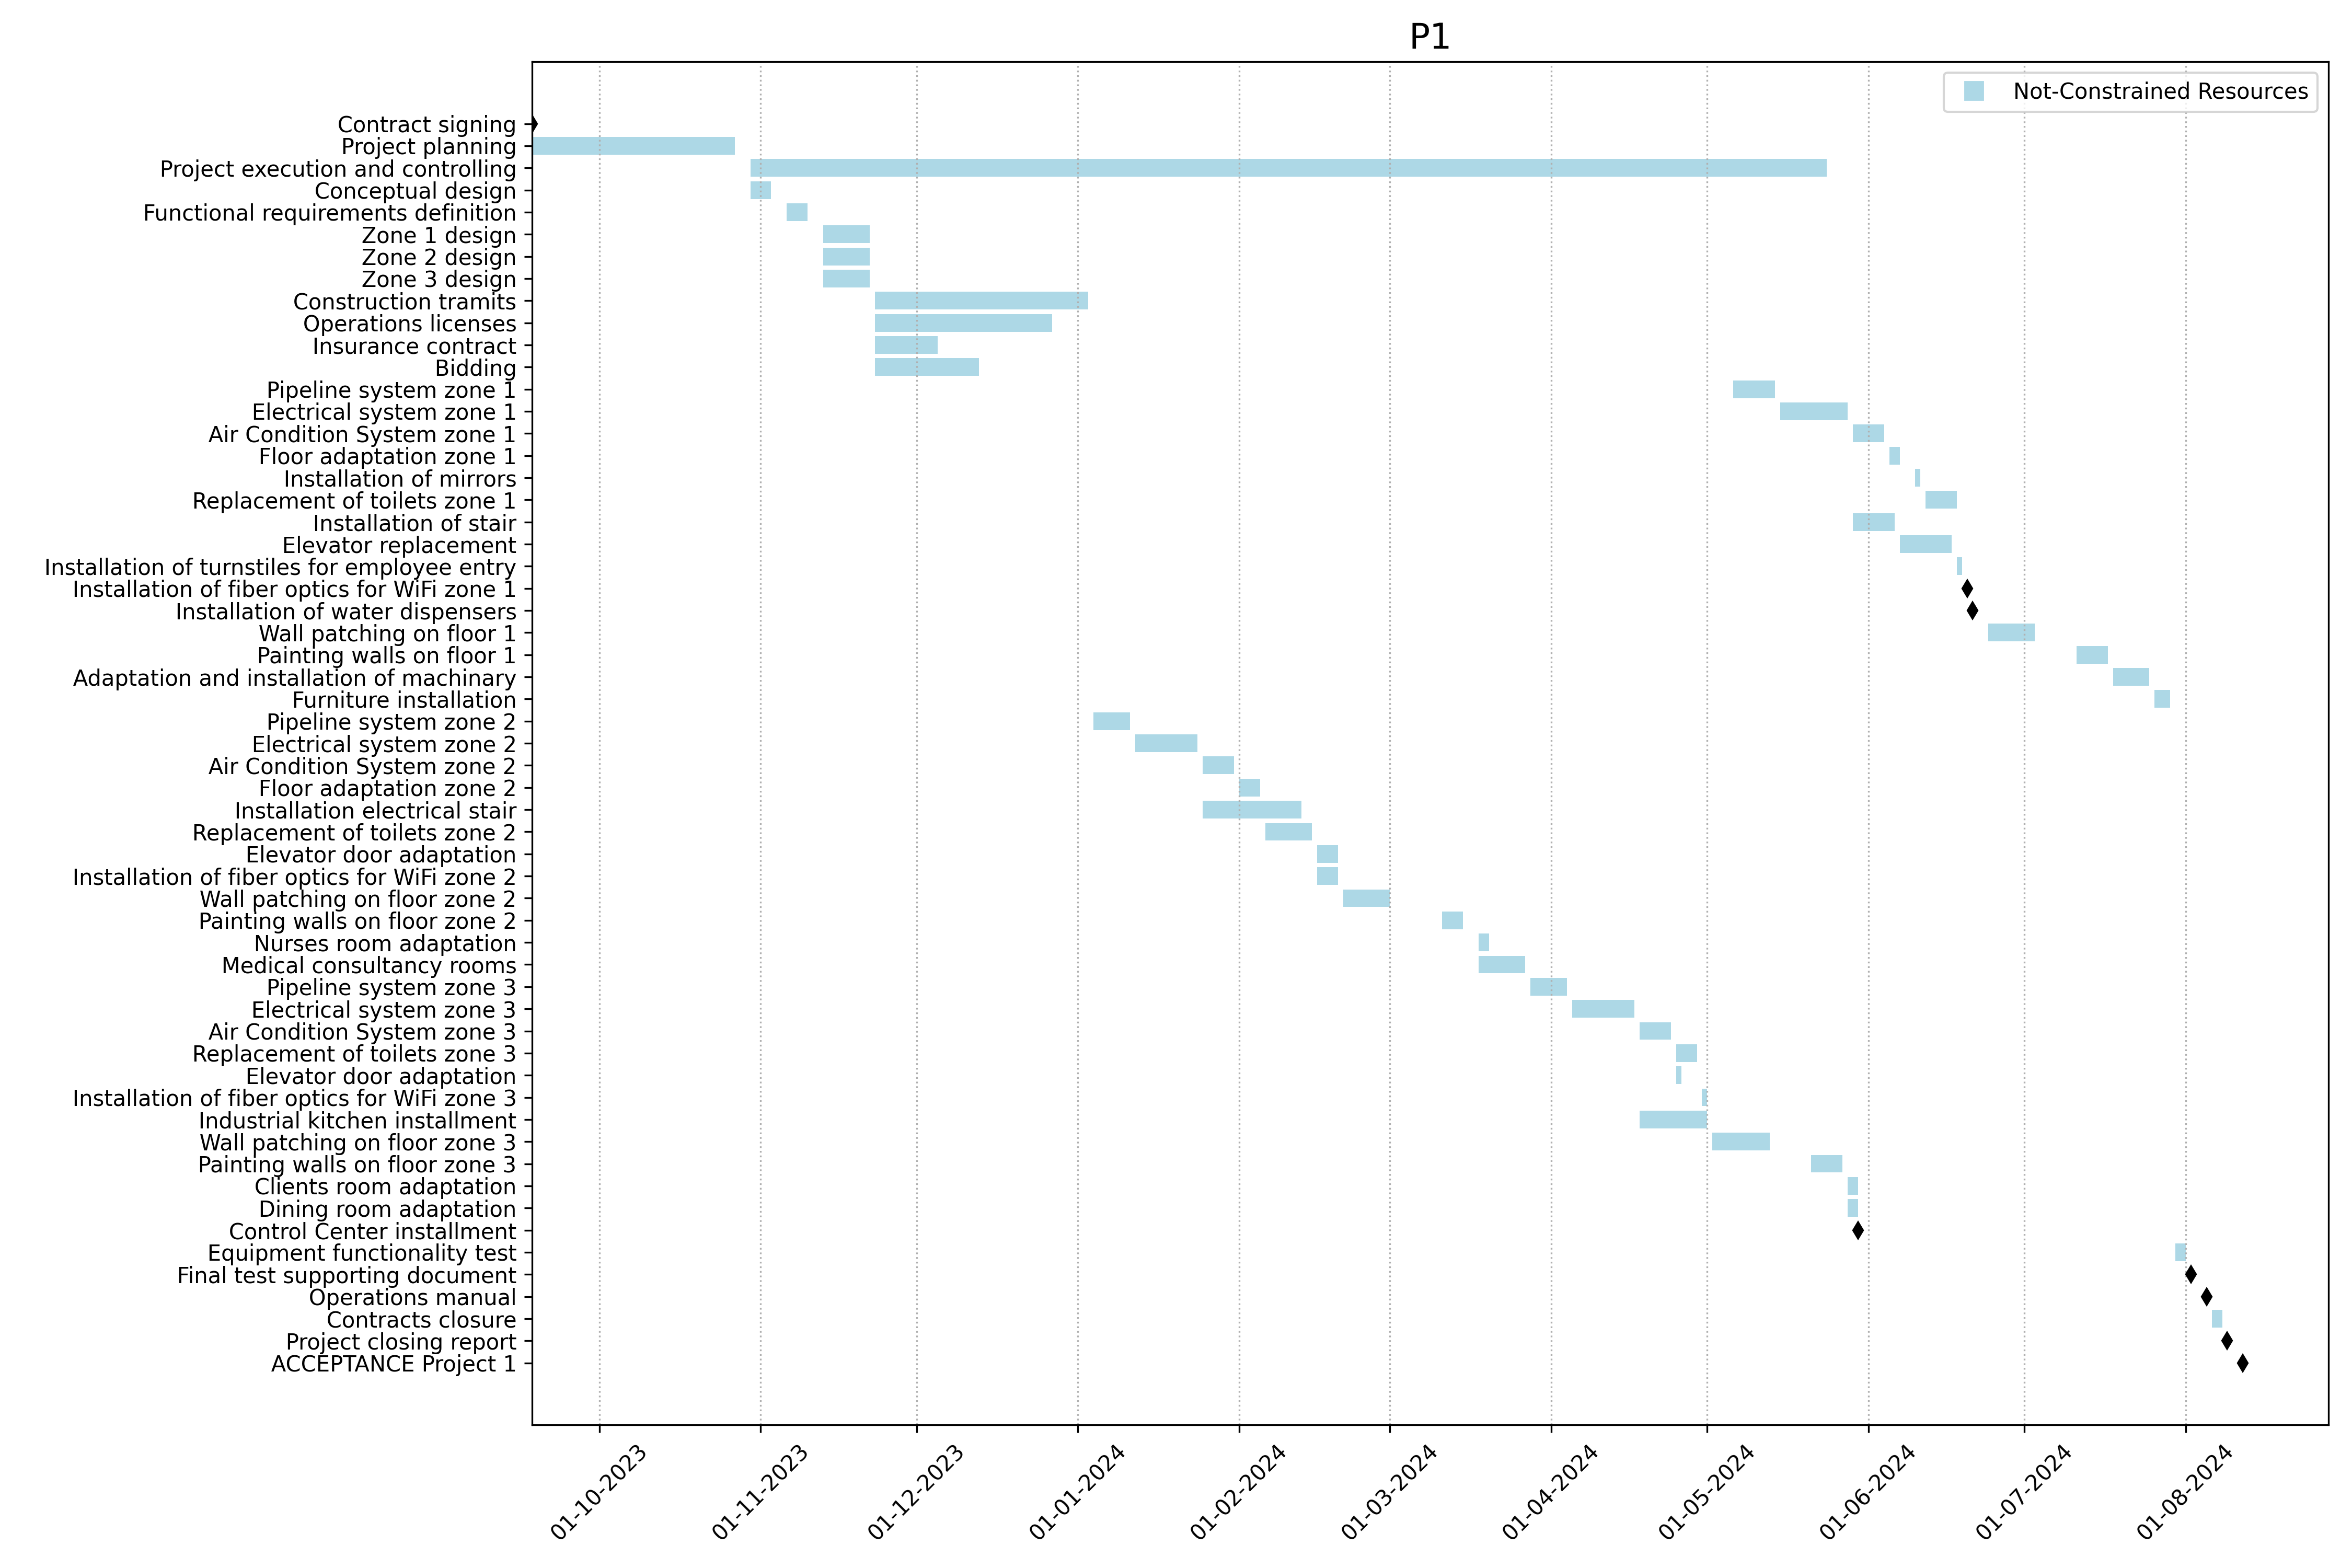 P1
Not-Constrained Resources
Contract signing
Project planning
Project execution and controlling
Conceptual design
Functional requirements definition
Zone 1 design
Zone 2 design
Zone 3 design
Construction tramits
Operations licenses
Insurance contract
Bidding
Pipeline system zone 1
Electrical system zone 1
Air Condition System zone 1
Floor adaptation zone 1
Installation of mirrors
Replacement of toilets zone 1
Installation of stair
Elevator replacement
Installation of turnstiles for employee entry
Installation of fiber optics for WiFi zone 1
Installation of water dispensers
Wall patching on floor 1
Painting walls on floor 1
Adaptation and installation of machinary
Furniture installation
Pipeline system zone 2
Electrical system zone 2
Air Condition System zone 2
Floor adaptation zone 2
Installation electrical stair
Replacement of toilets zone 2
Elevator door adaptation
Installation of fiber optics for WiFi zone 2
Wall patching on floor zone 2
Painting walls on floor zone 2
Nurses room adaptation
Medical consultancy rooms
Pipeline system zone 3
Electrical system zone 3
Air Condition System zone 3
Replacement of toilets zone 3
Elevator door adaptation
Installation of fiber optics for WiFi zone 3
Industrial kitchen installment
Wall patching on floor zone 3
Painting walls on floor zone 3
Clients room adaptation
Dining room adaptation
Control Center installment
Equipment functionality test
Final test supporting document
Operations manual
Contracts closure
Project closing report
ACCEPTANCE Project 1
01-10-2023
01-11-2023
01-12-2023
01-01-2024
01-02-2024
01-03-2024
01-04-2024
01-05-2024
01-06-2024
01-07-2024
01-08-2024